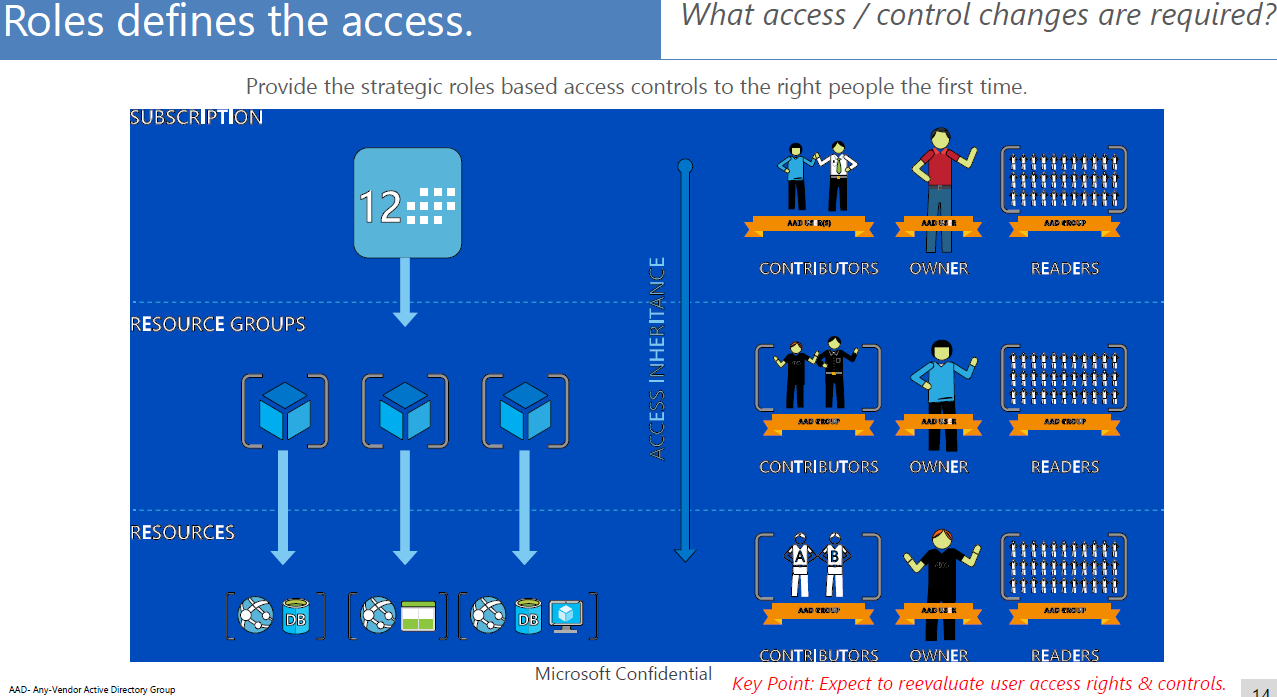 Roles defines the access.
What access / control changes are required?
Provide the strategic roles based access controls to the right people the first time.
SUBSCRIPTION
12
AAD USER(S)
AAD USER
AAD GROUP
CONTRIBUTORS
OWNER
READERS
ACCESS INHERITANCE
RESOURCE GROUPS
AAD GROUP
AAD USER
AAD GROUP
CONTRIBUTORS
OWNER
READERS
RESOURCES
A
B
DB
DB
AAD GROUP
AAD USER
AAD GROUP
CONTRIBUTORS
OWNER
READERS
Microsoft Confidential
Key Point: Expect to reevaluate user access rights & controls.
AAD- Any-Vendor Active Directory Group
14